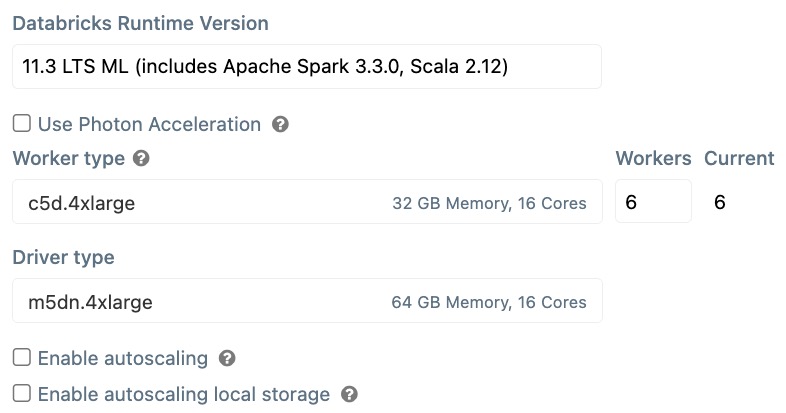 Databricks Runtime Version
11.3 LTS ML (includes Apache Spark 3.3.0, Scala 2.12)
Use Photon Acceleration ?
Worker type ? Workers Current
c5d.4xlarge 32 GB Memory, 16 Cores 6 6
Driver type
m5dn.4xlarge 64 GB Memory, 16 Cores
Enable autoscaling ?
Enable autoscaling local storage ?